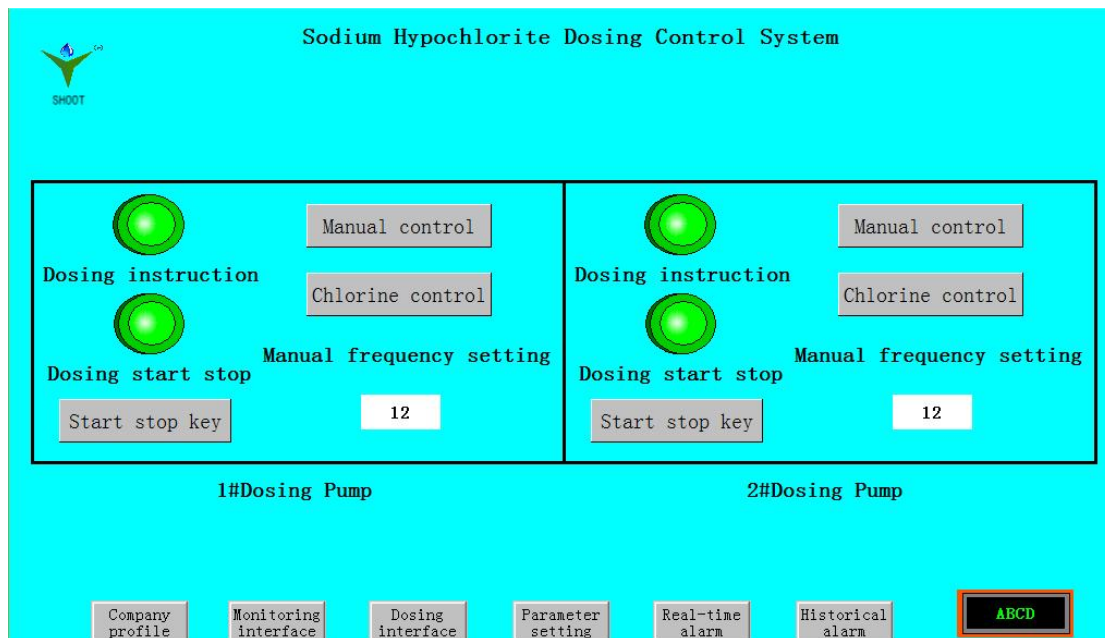 Sodium Hypochlorite Dosing Control System
SHOOT
Manual control
Dosing instruction
Chlorine control
Manual frequency setting
Dosing start stop
Start stop key
12
Manual control
Dosing instruction
Chlorine control
Manual frequency setting
Dosing start stop
Start stop key
12
1#Dosing Pump
2#Dosing Pump
Company
profile
Monitoring
interface
Dosing
interface
Parameter
setting
Real-time
alarm
Historical
alarm
ABCD